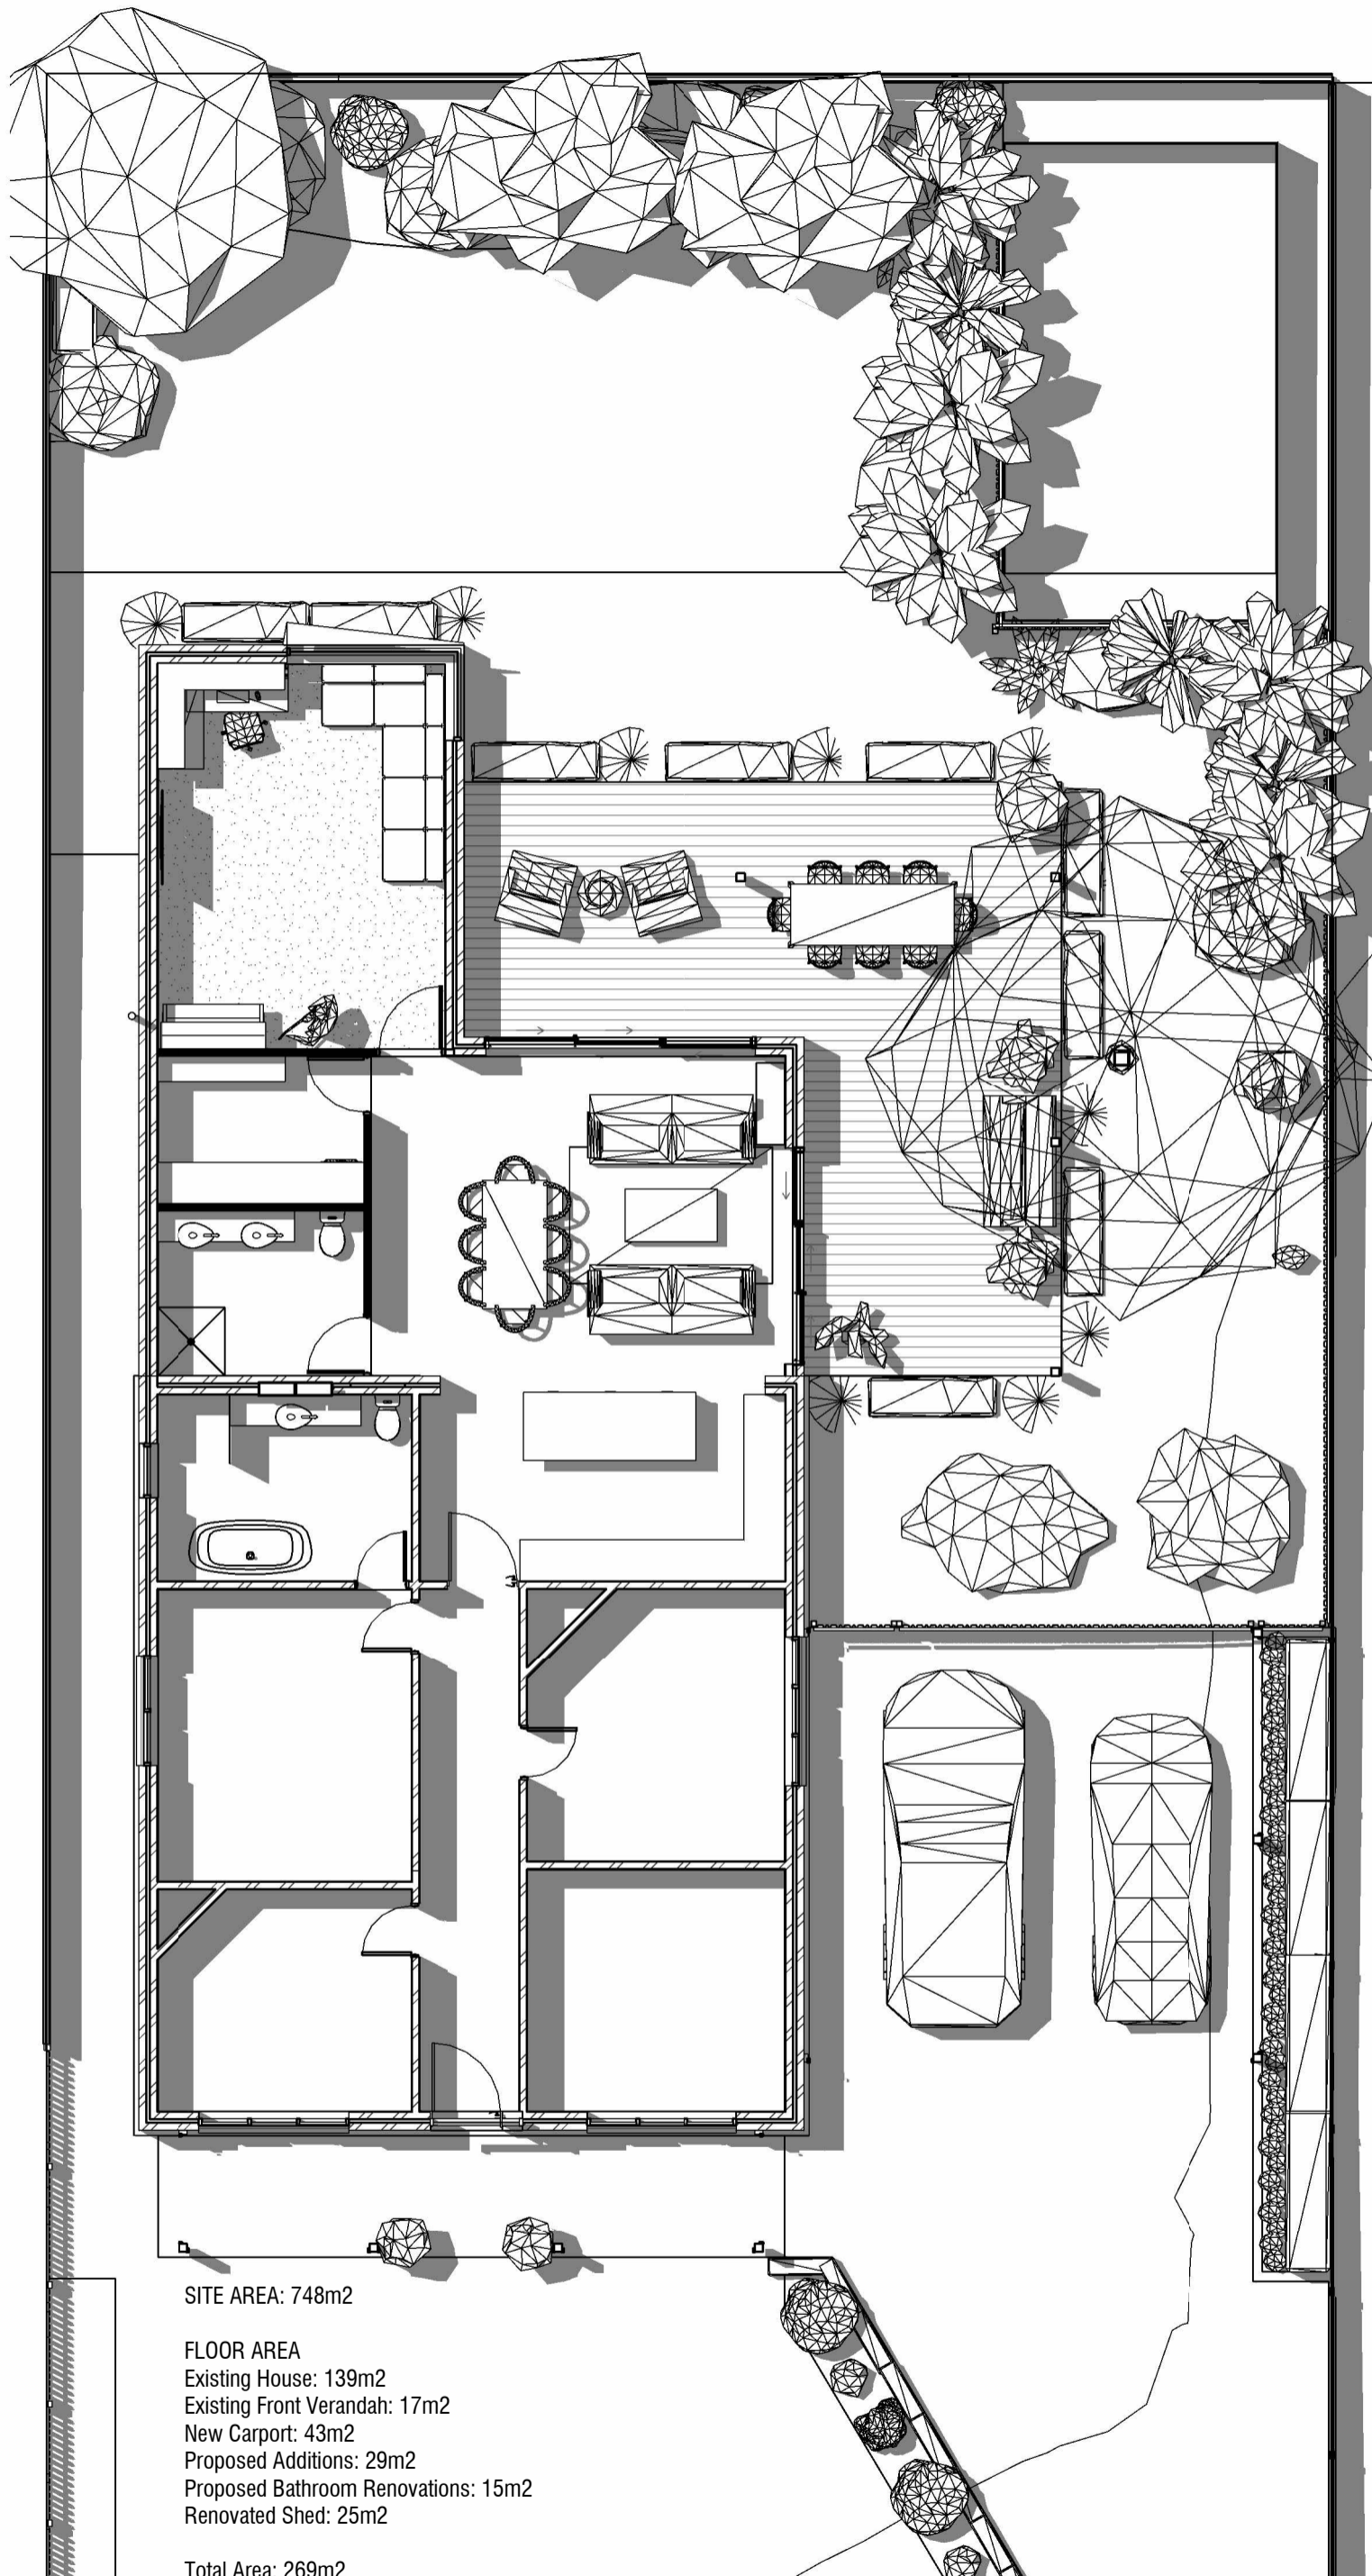 SITE AREA: 748m2
FLOOR AREA
Existing House: 139m2
Existing Front Verandah: 17m2
New Carport: 43m2
Proposed Additions: 29m2
Proposed Bathroom Renovations: 15m2
Renovated Shed: 25m2
Total Area: 269m2